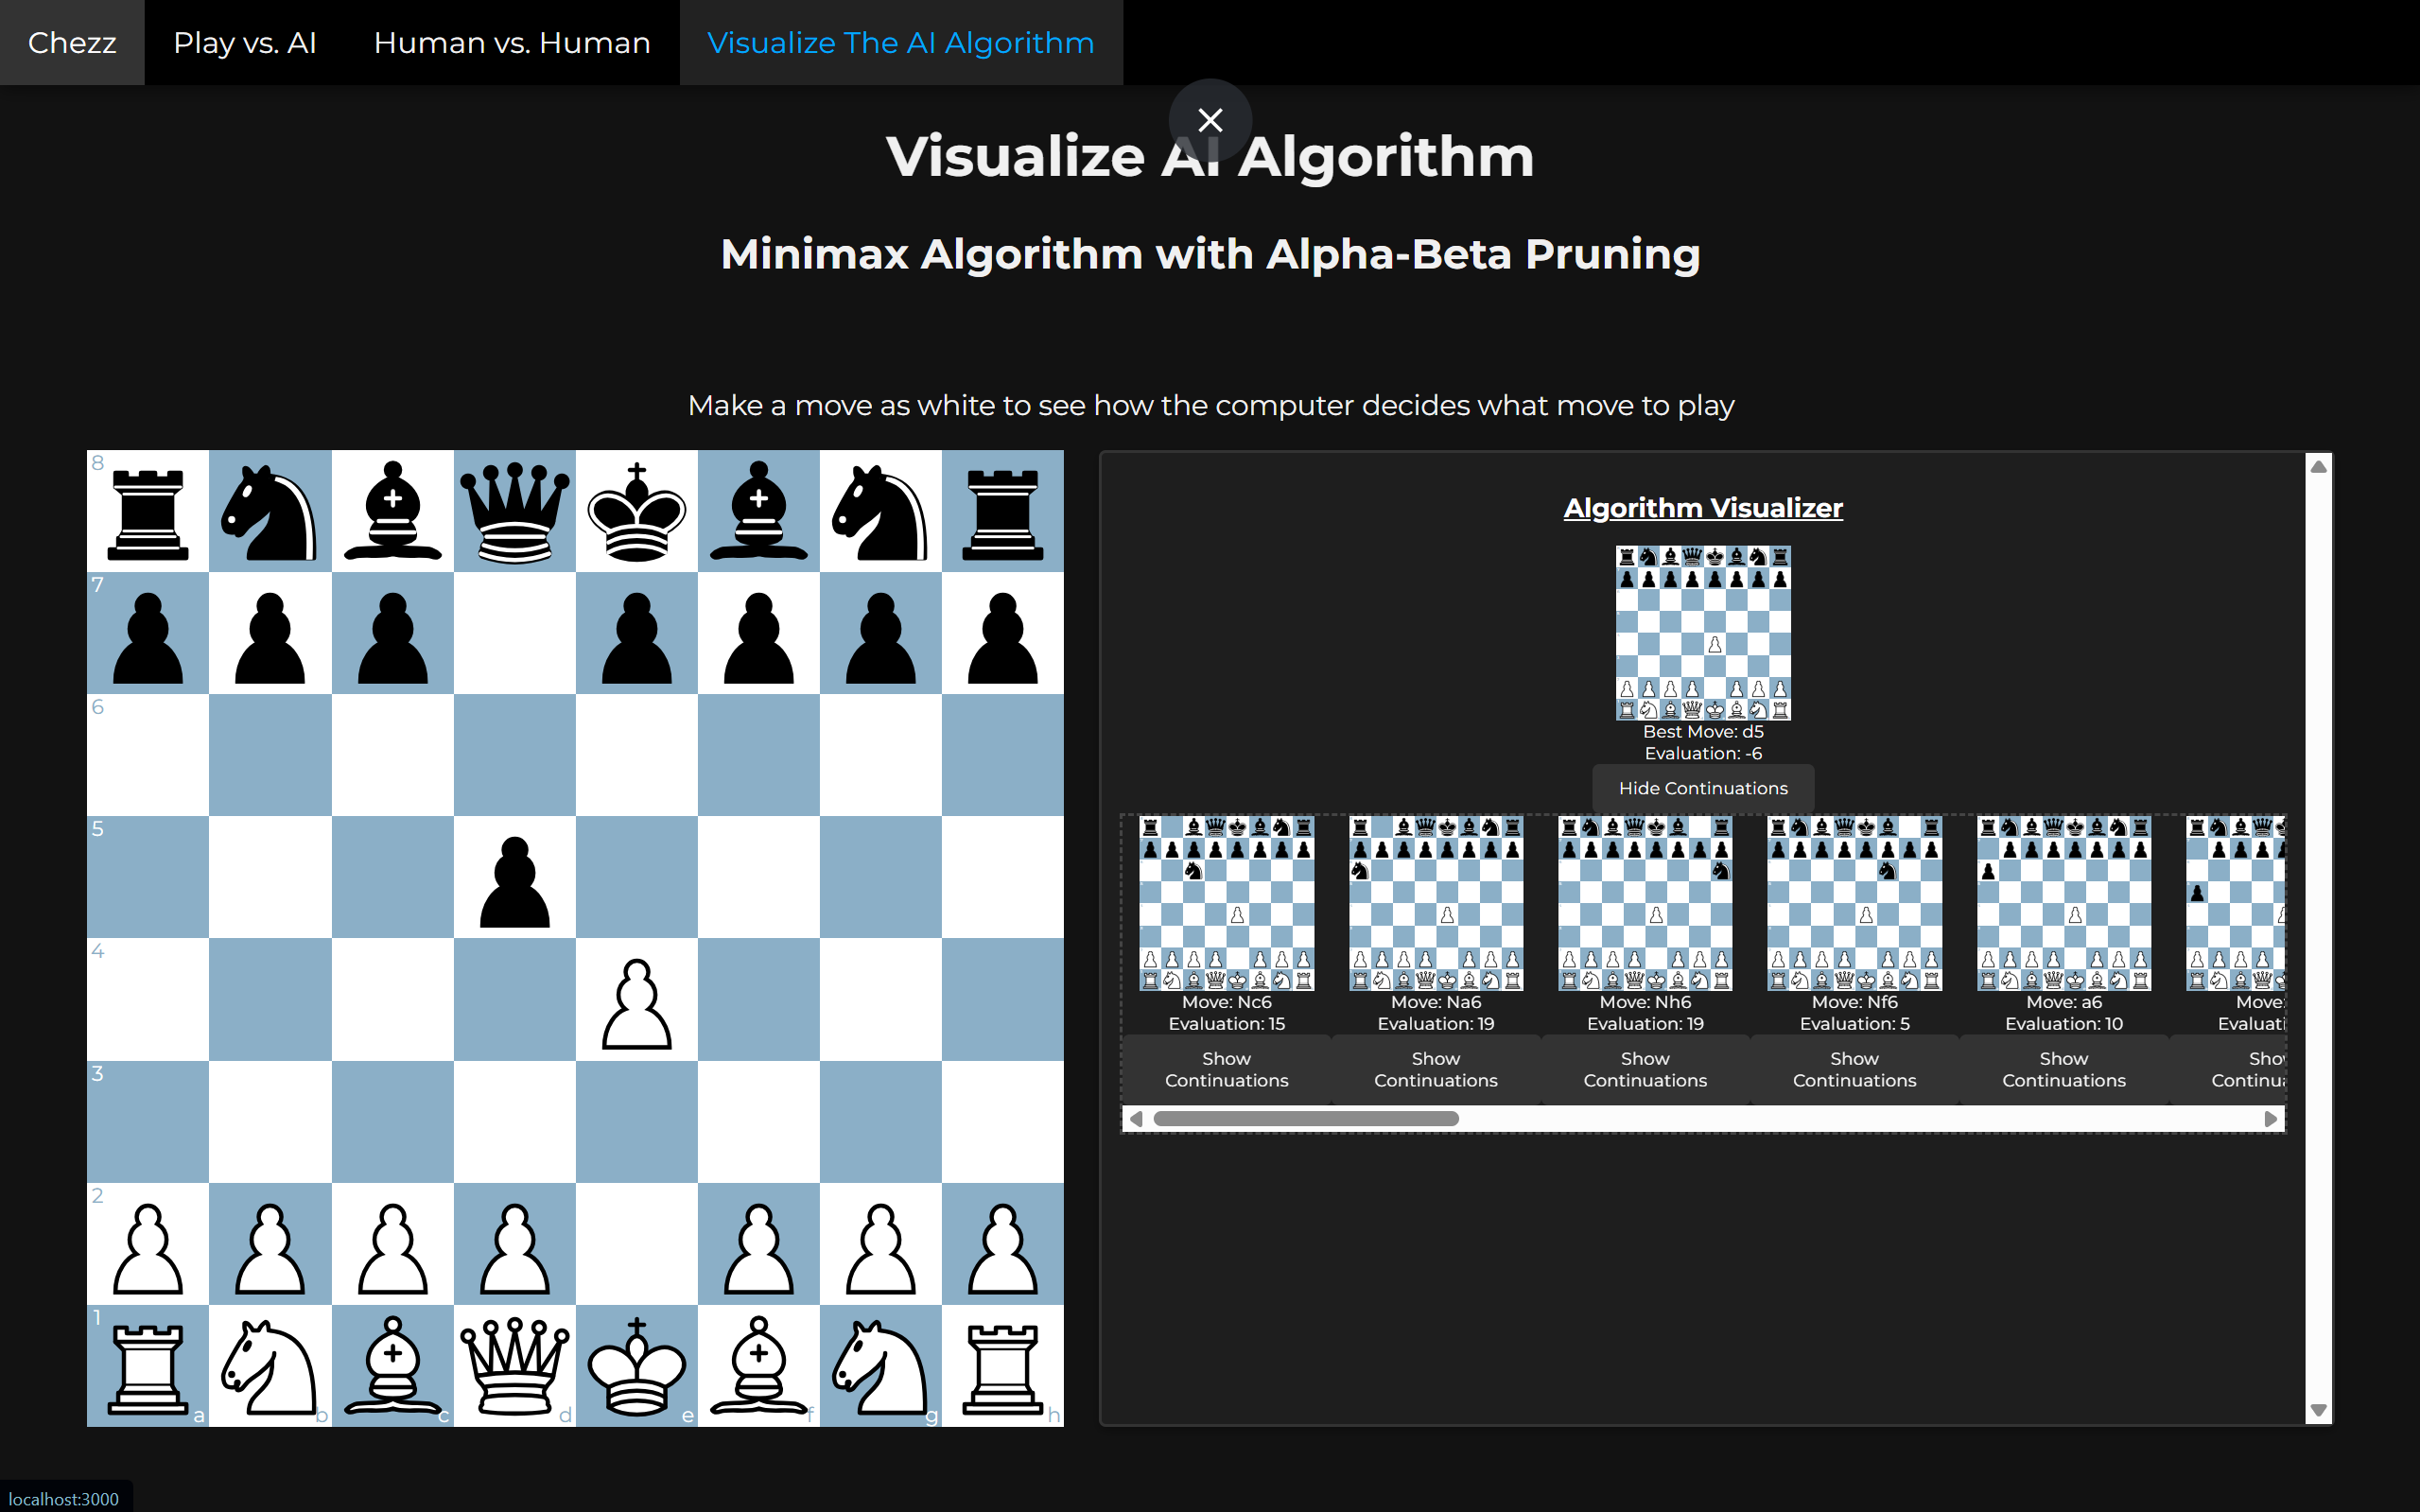 Chezz
Play vs. AI
Human vs. Human
Visualize The AI Algorithm
Visualize AI Algorithm
Minimax Algorithm with Alpha-Beta Pruning
Make a move as white to see how the computer decides what move to play
8
7
6
5
4
3
2
1
a
b
c
d
e
f
g
h
Algorithm Visualizer
Best Move: d5
Evaluation: -6
Hide Continuations
Move: Nc6
Evaluation: 15
Show
Continuations
Move: Na6
Evaluation: 19
Show
Continuations
Move: Nh6
Evaluation: 19
Show
Continuations
Move: Nf6
Evaluation: 5
Show
Continuations
Move: a6
Evaluation: 10
Show
Continuations
Move:
localhost:3000